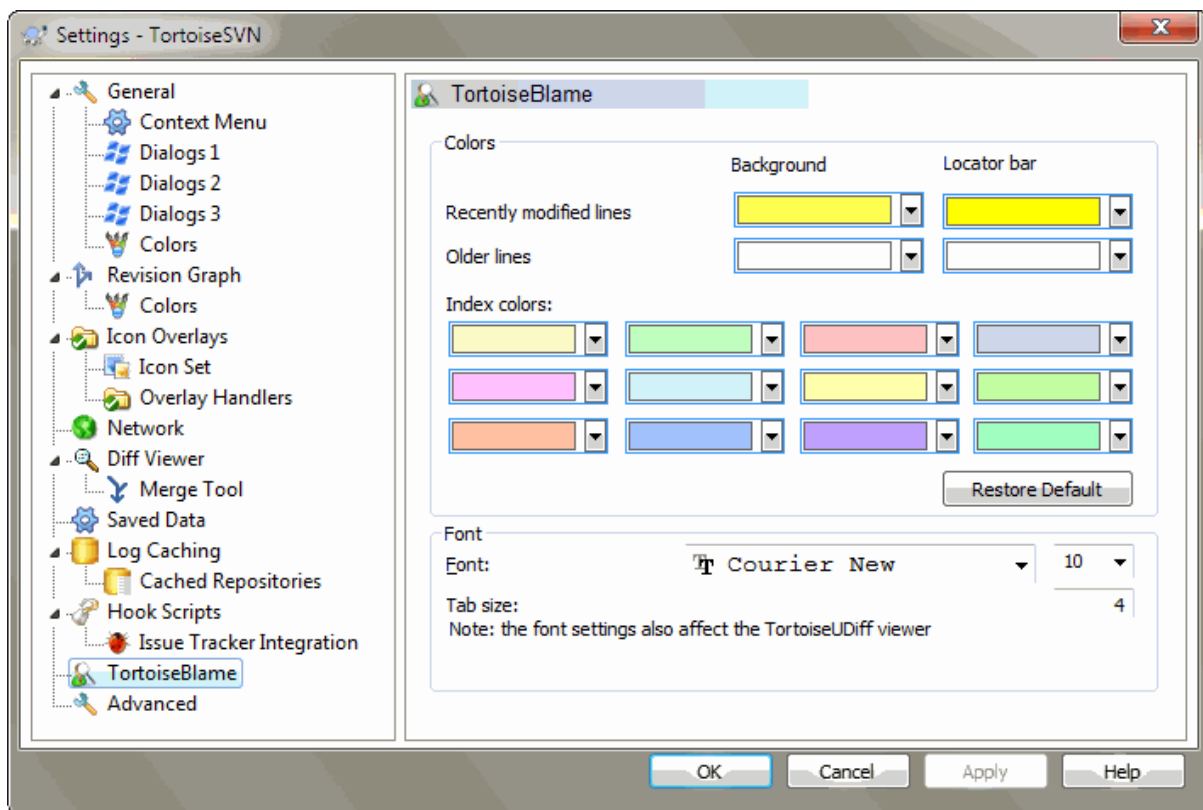 Settings - TortoiseSVN
General
Context Menu
Dialogs 1
Dialogs 2
Dialogs 3
Colors
Revision Graph
Colors
Icon Overlays
Icon Set
Overlay Handlers
Network
Diff Viewer
Merge Tool
Saved Data
Log Caching
Cached Repositories
Hook Scripts
Issue Tracker Integration
TortoiseBlame
Advanced
TortoiseBlame
Colors
Background Locator bar
Recently modified lines
Older lines
Index colors:
Restore Default
Font
Font: Courier New 10
Tab size: 4
Note: the font settings also affect the TortoiseUDiff viewer
OK Cancel Apply Help